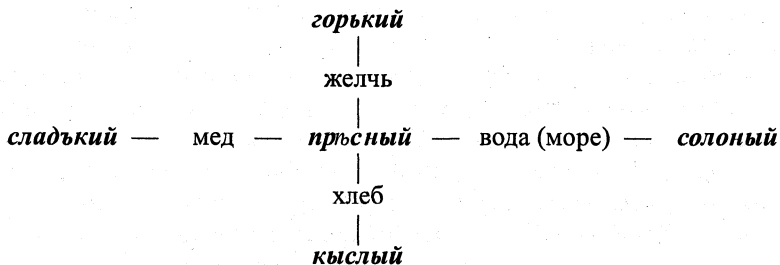 горький
|
желчь
|
сладъкий — мед — прѣсный — вода (море) — солоный
|
хлеб
|
кыслый